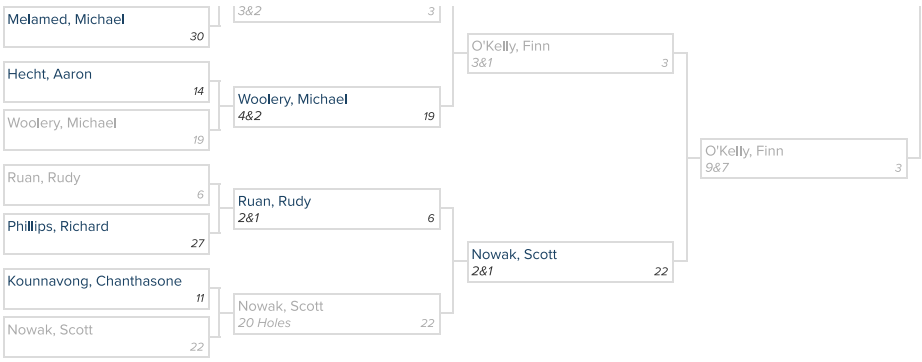 Melamed, Michael
30
Hecht, Aaron
14
Woolery, Michael
19
Ruan, Rudy
6
Phillips, Richard
27
Kounnavong, Chanthasone
11
Nowak, Scott
22
3&2 3
Woolery, Michael
4&2 19
Ruan, Rudy
2&1 6
Nowak, Scott
20 Holes 22
O'Kelly, Finn
3&1 3
Nowak, Scott
2&1 22
O'Kelly, Finn
9&7 3